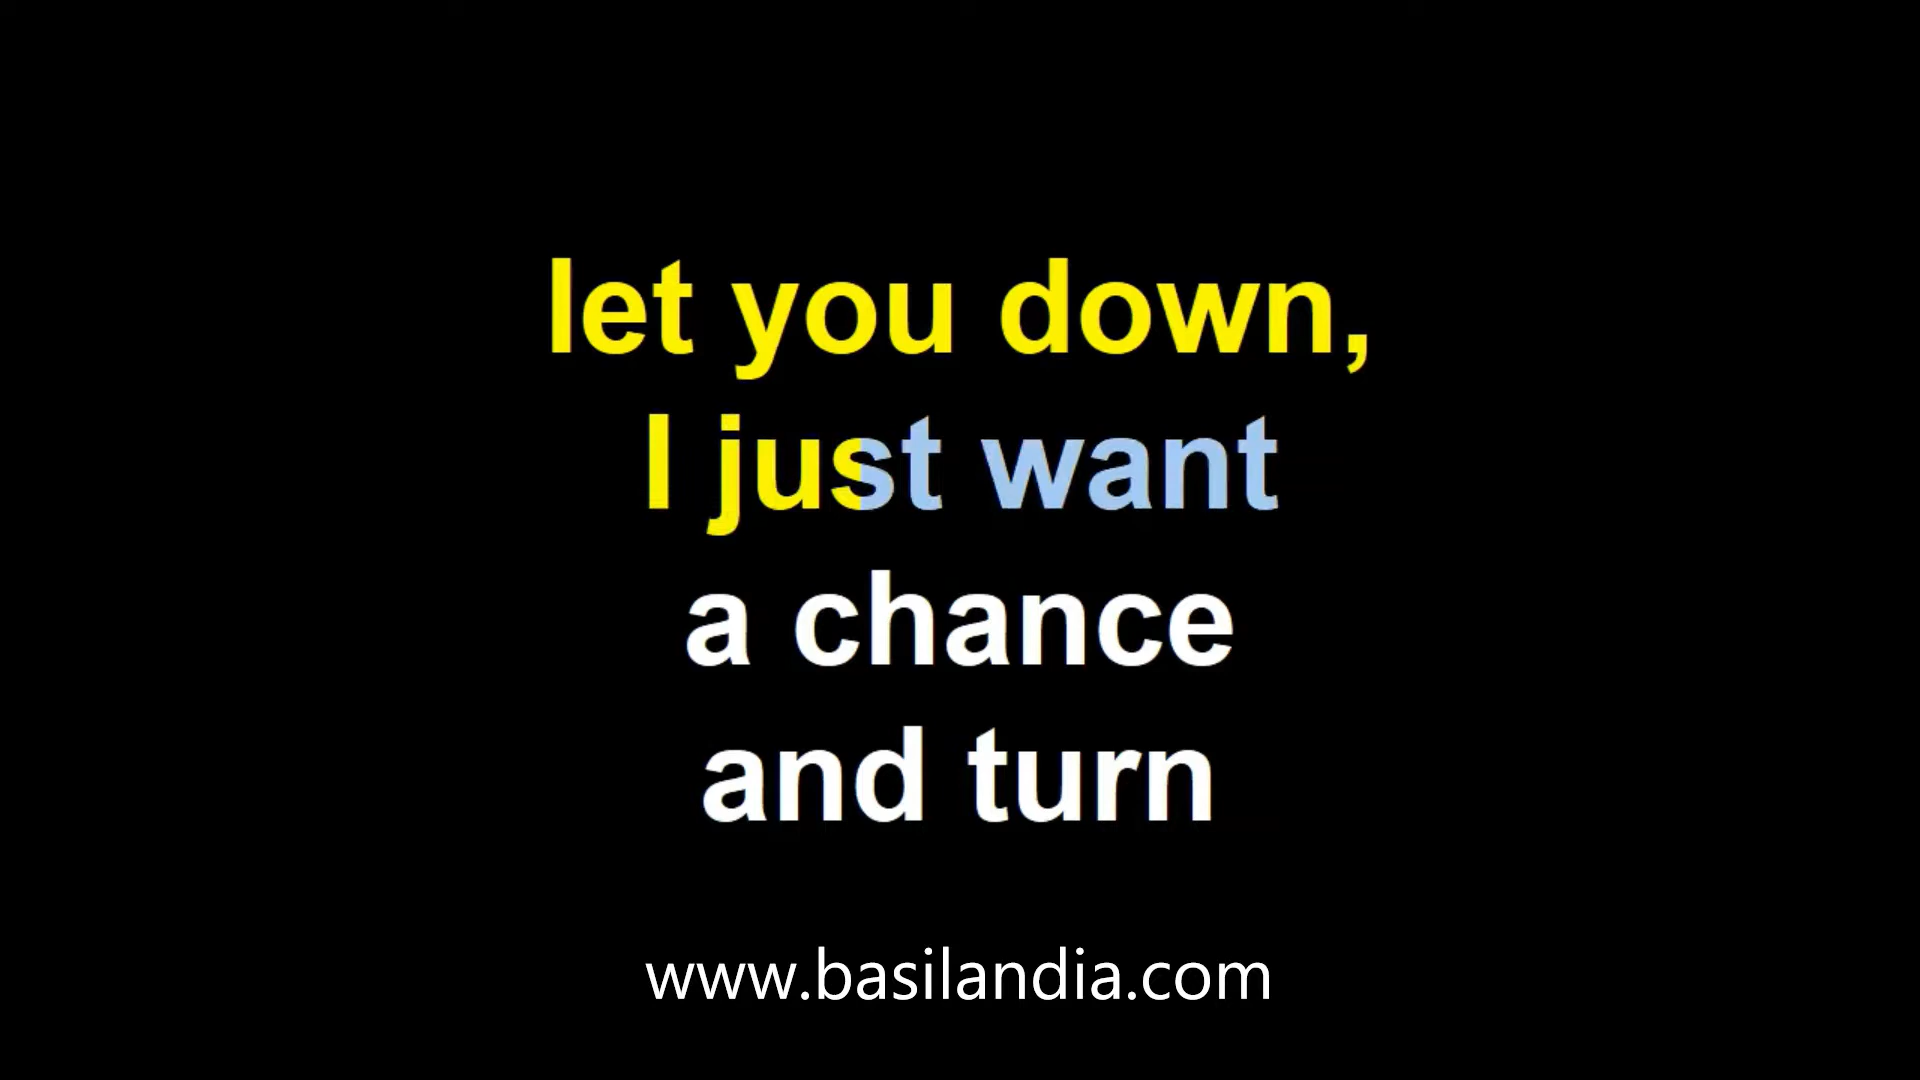 let you down,
I just want
a chance
and turn
www.basilandia.com